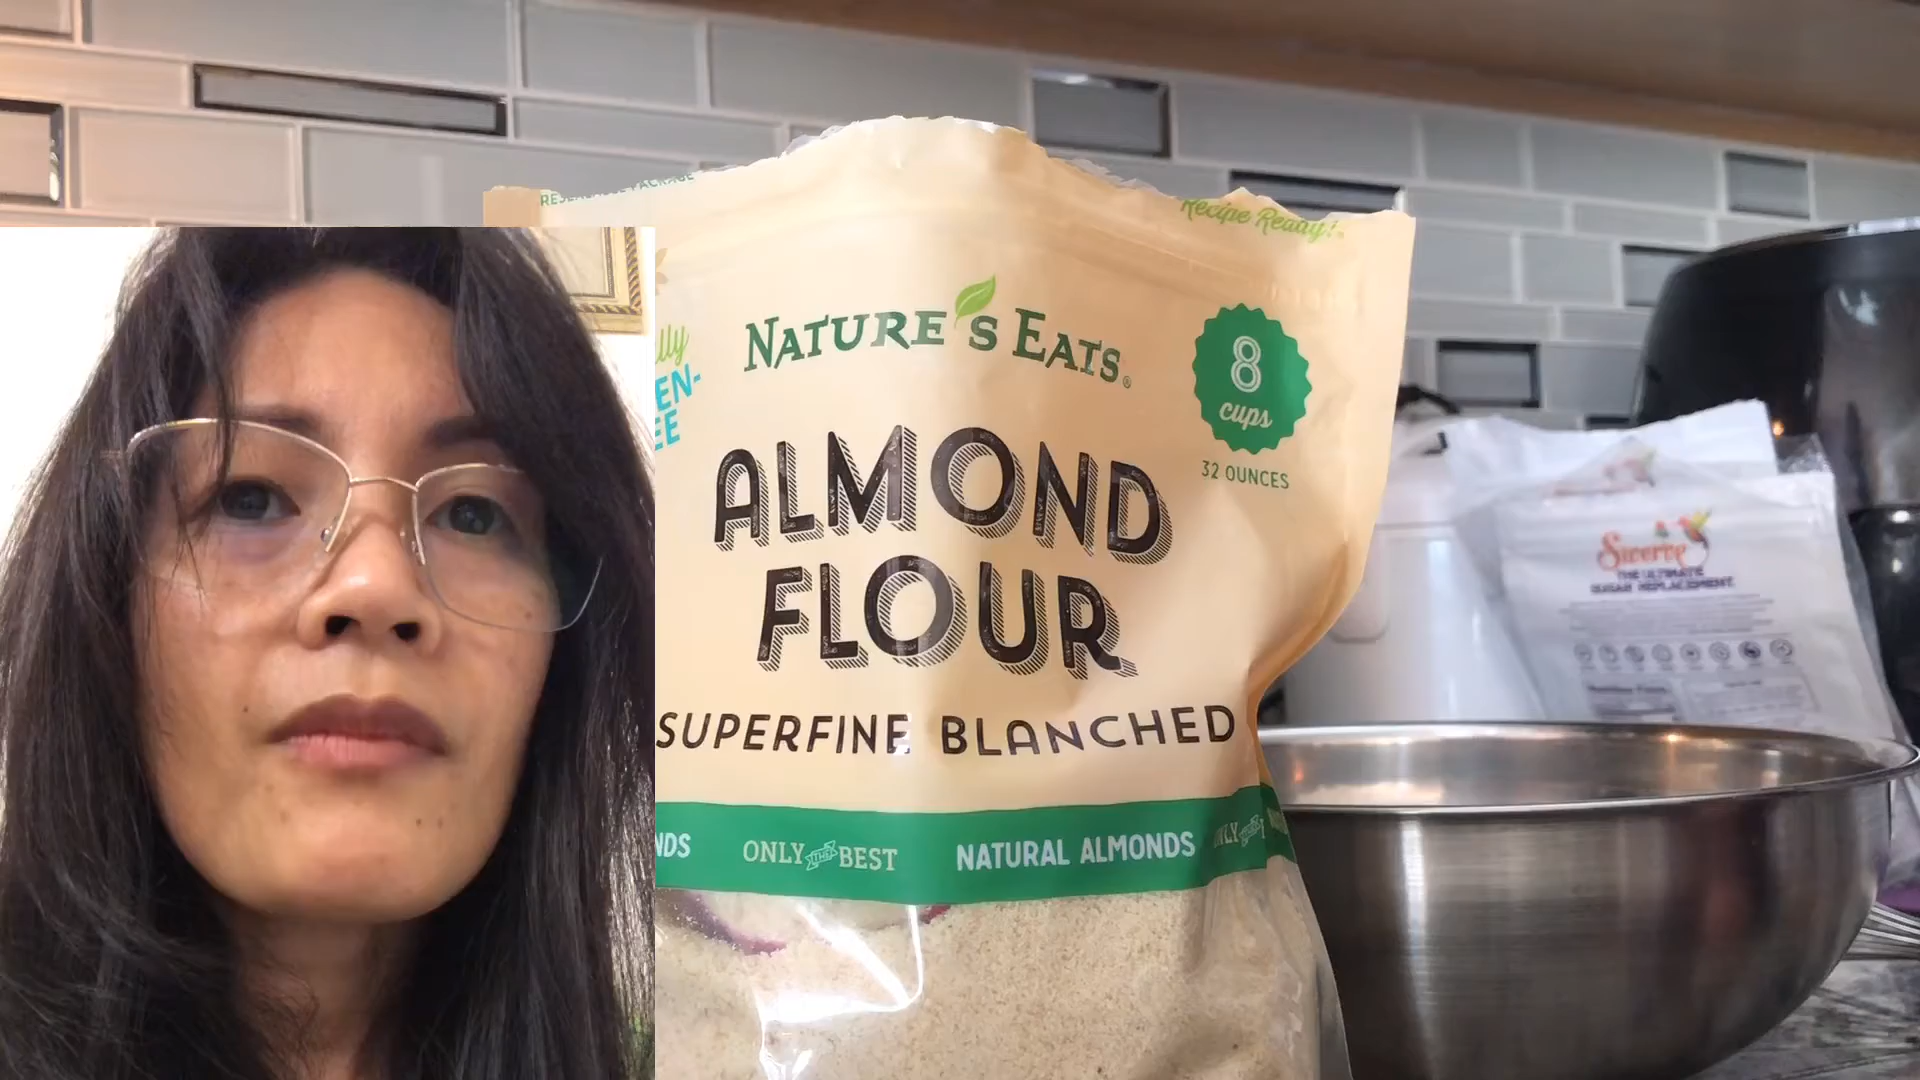 Recipe Ready!
NATURE'S EATS®
8
cups
32 OUNCES
ALMOND
FLOUR
SUPERFINE BLANCHED
ONLY THE BEST NATURAL ALMONDS
Swerve
THE ULTIMATE
SUGAR REPLACEMENT